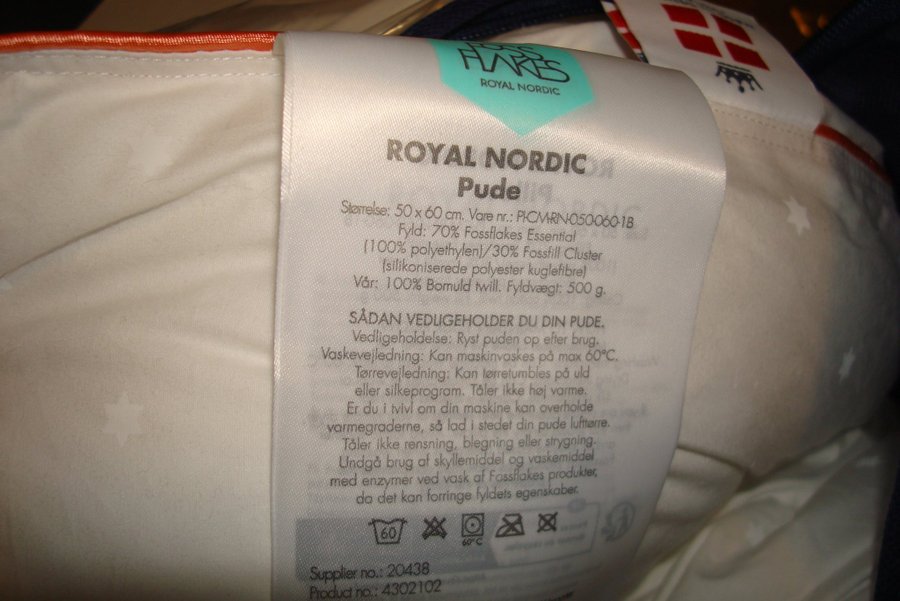 FOSS
FLAKES
ROYAL NORDIC
ROYAL NORDIC
Pude
Størrelse: 50 x 60 cm. Vare nr.: PI-CM-RN-050-060-1B
Fyld: 70% Fossflakes Essential
(100% polyethylen)/30% Fossfill Cluster
(silikoniserede polyester kuglefibre)
Vår: 100% Bomuld twill. Fyldvægt: 500 g.
SÅDAN VEDLIGEHOLDER DU DIN PUDE.
Vedligeholdelse: Ryst puden op efter brug.
Vaskevejledning: Kan maskinvaskes på max 60°C.
Tørrevejledning: Kan tørretumbles på uld
eller silkeprogram. Tåler ikke høj varme.
Er du i tvivl om din maskine kan overholde
varmegraderne, så lad i stedet din pude lufttørre.
Tåler ikke rensning, blegning eller strygning.
Undgå brug af skyllemiddel og vaskemiddel
med enzymer ved vask af Fossflakes produkter,
da det kan forringe fyldets egenskaber.
60
60°C
Supplier no.: 20438
Product no.: 4302102